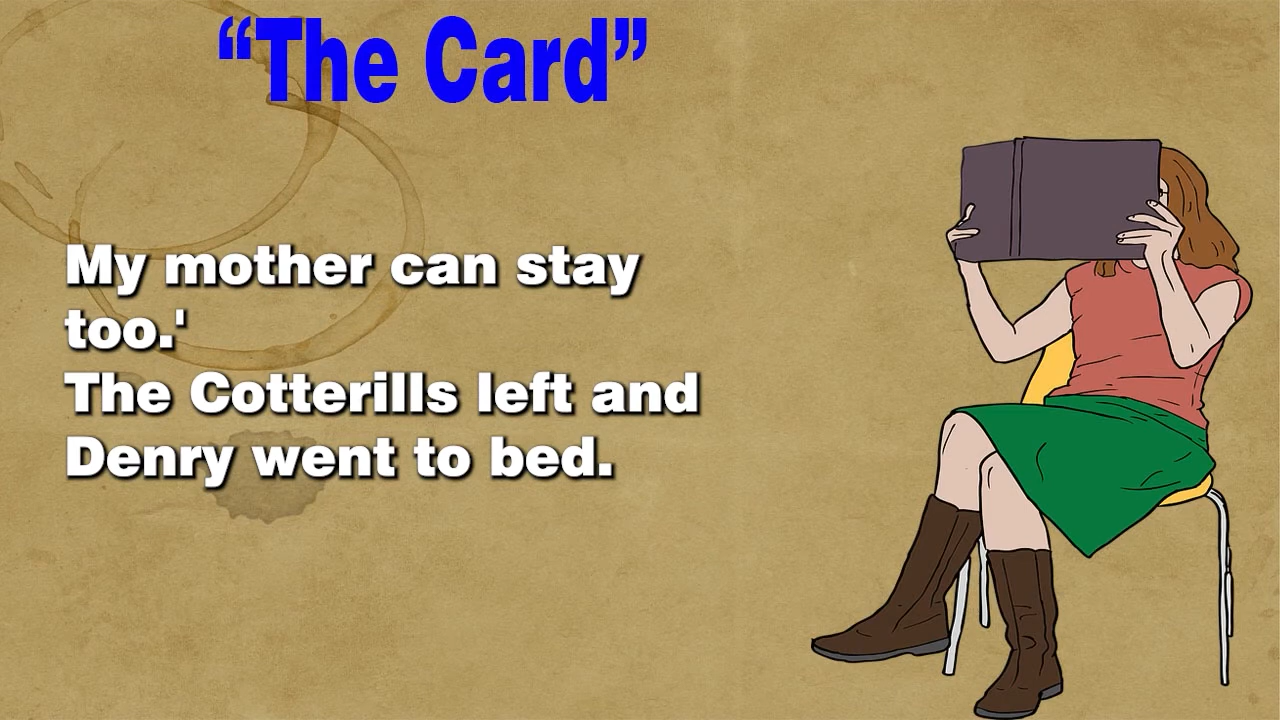 “The Card”
My mother can stay
too.'
The Cotterills left and
Denry went to bed.